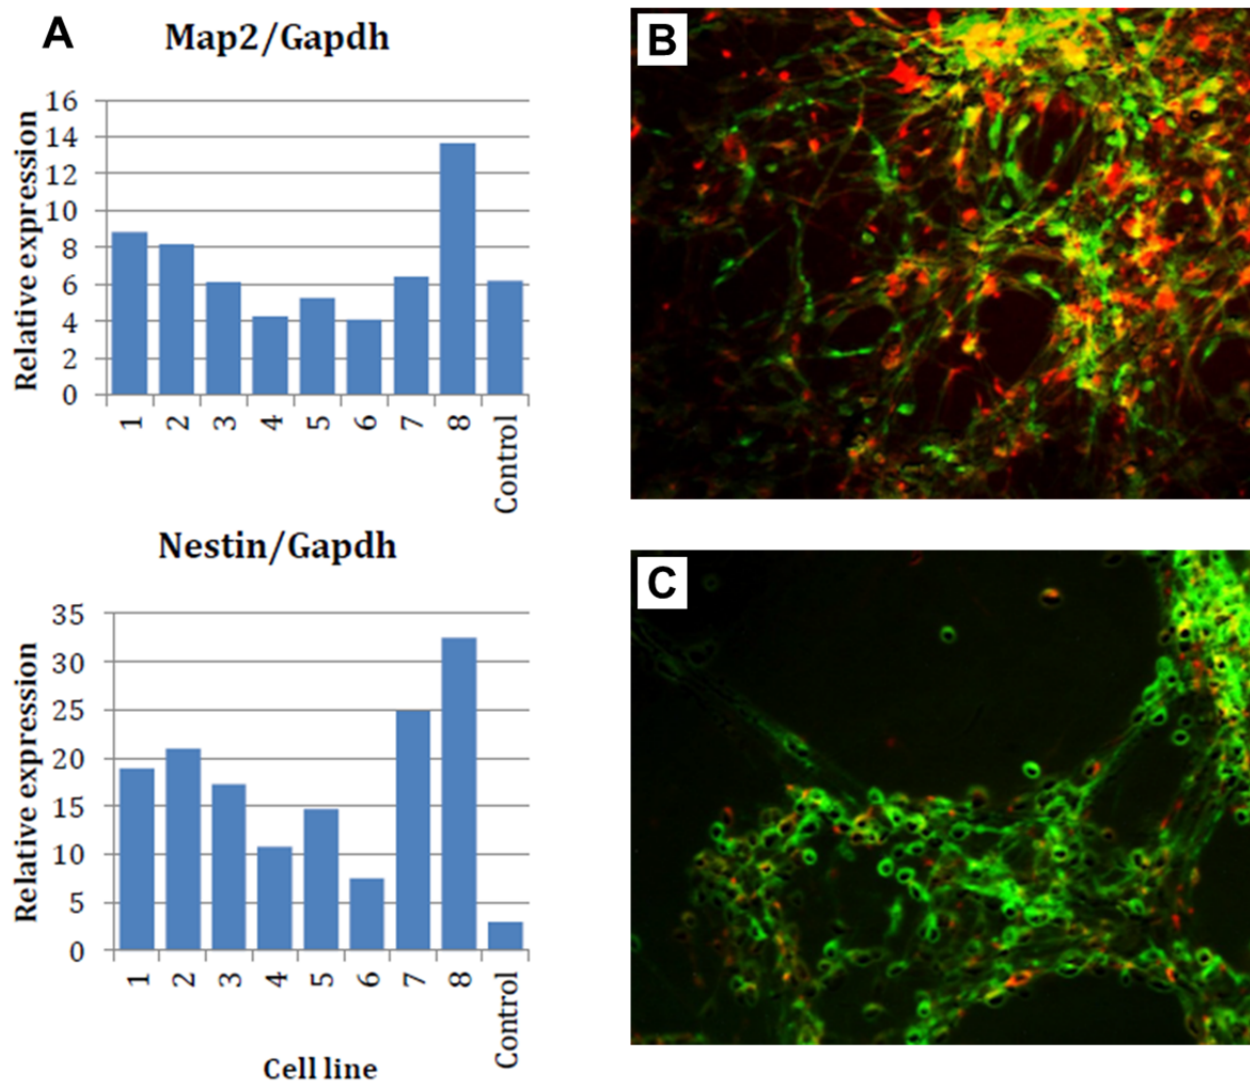 A
Map2/Gapdh
Relative expression
16
14
12
10
8
6
4
2
0
1 2 3 4 5 6 7 8 Control
Nestin/Gapdh
Relative expression
35
30
25
20
15
10
5
0
1 2 3 4 5 6 7 8 Control
Cell line
B
C